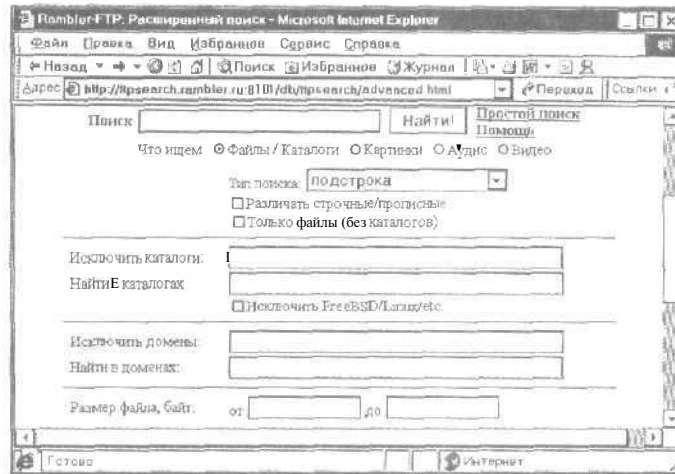 Rambler-FTP: Расширенный поиск - Microsoft Internet Explorer
Файл Правка Вид Избранное Сервис Справка
Назад Поиск Избранное Журнал
Адрес http://ftpsearch.rambler.ru:8101/db/ftpsearch/advanced.html Переход Ссылки
Поиск Найти! Простой поиск
Помощь
Что ищем Файлы / Каталоги Картинки Аудио Видео
Тип поиска: подстрока
Различать строчные/прописные
Только файлы (без каталогов)
Исключить каталоги:
Найти Е каталогах
Исключить FreeBSD/Linux/etc
Исключить домены:
Найти в доменах:
Размер файла, байт: от до
Готово Интернет